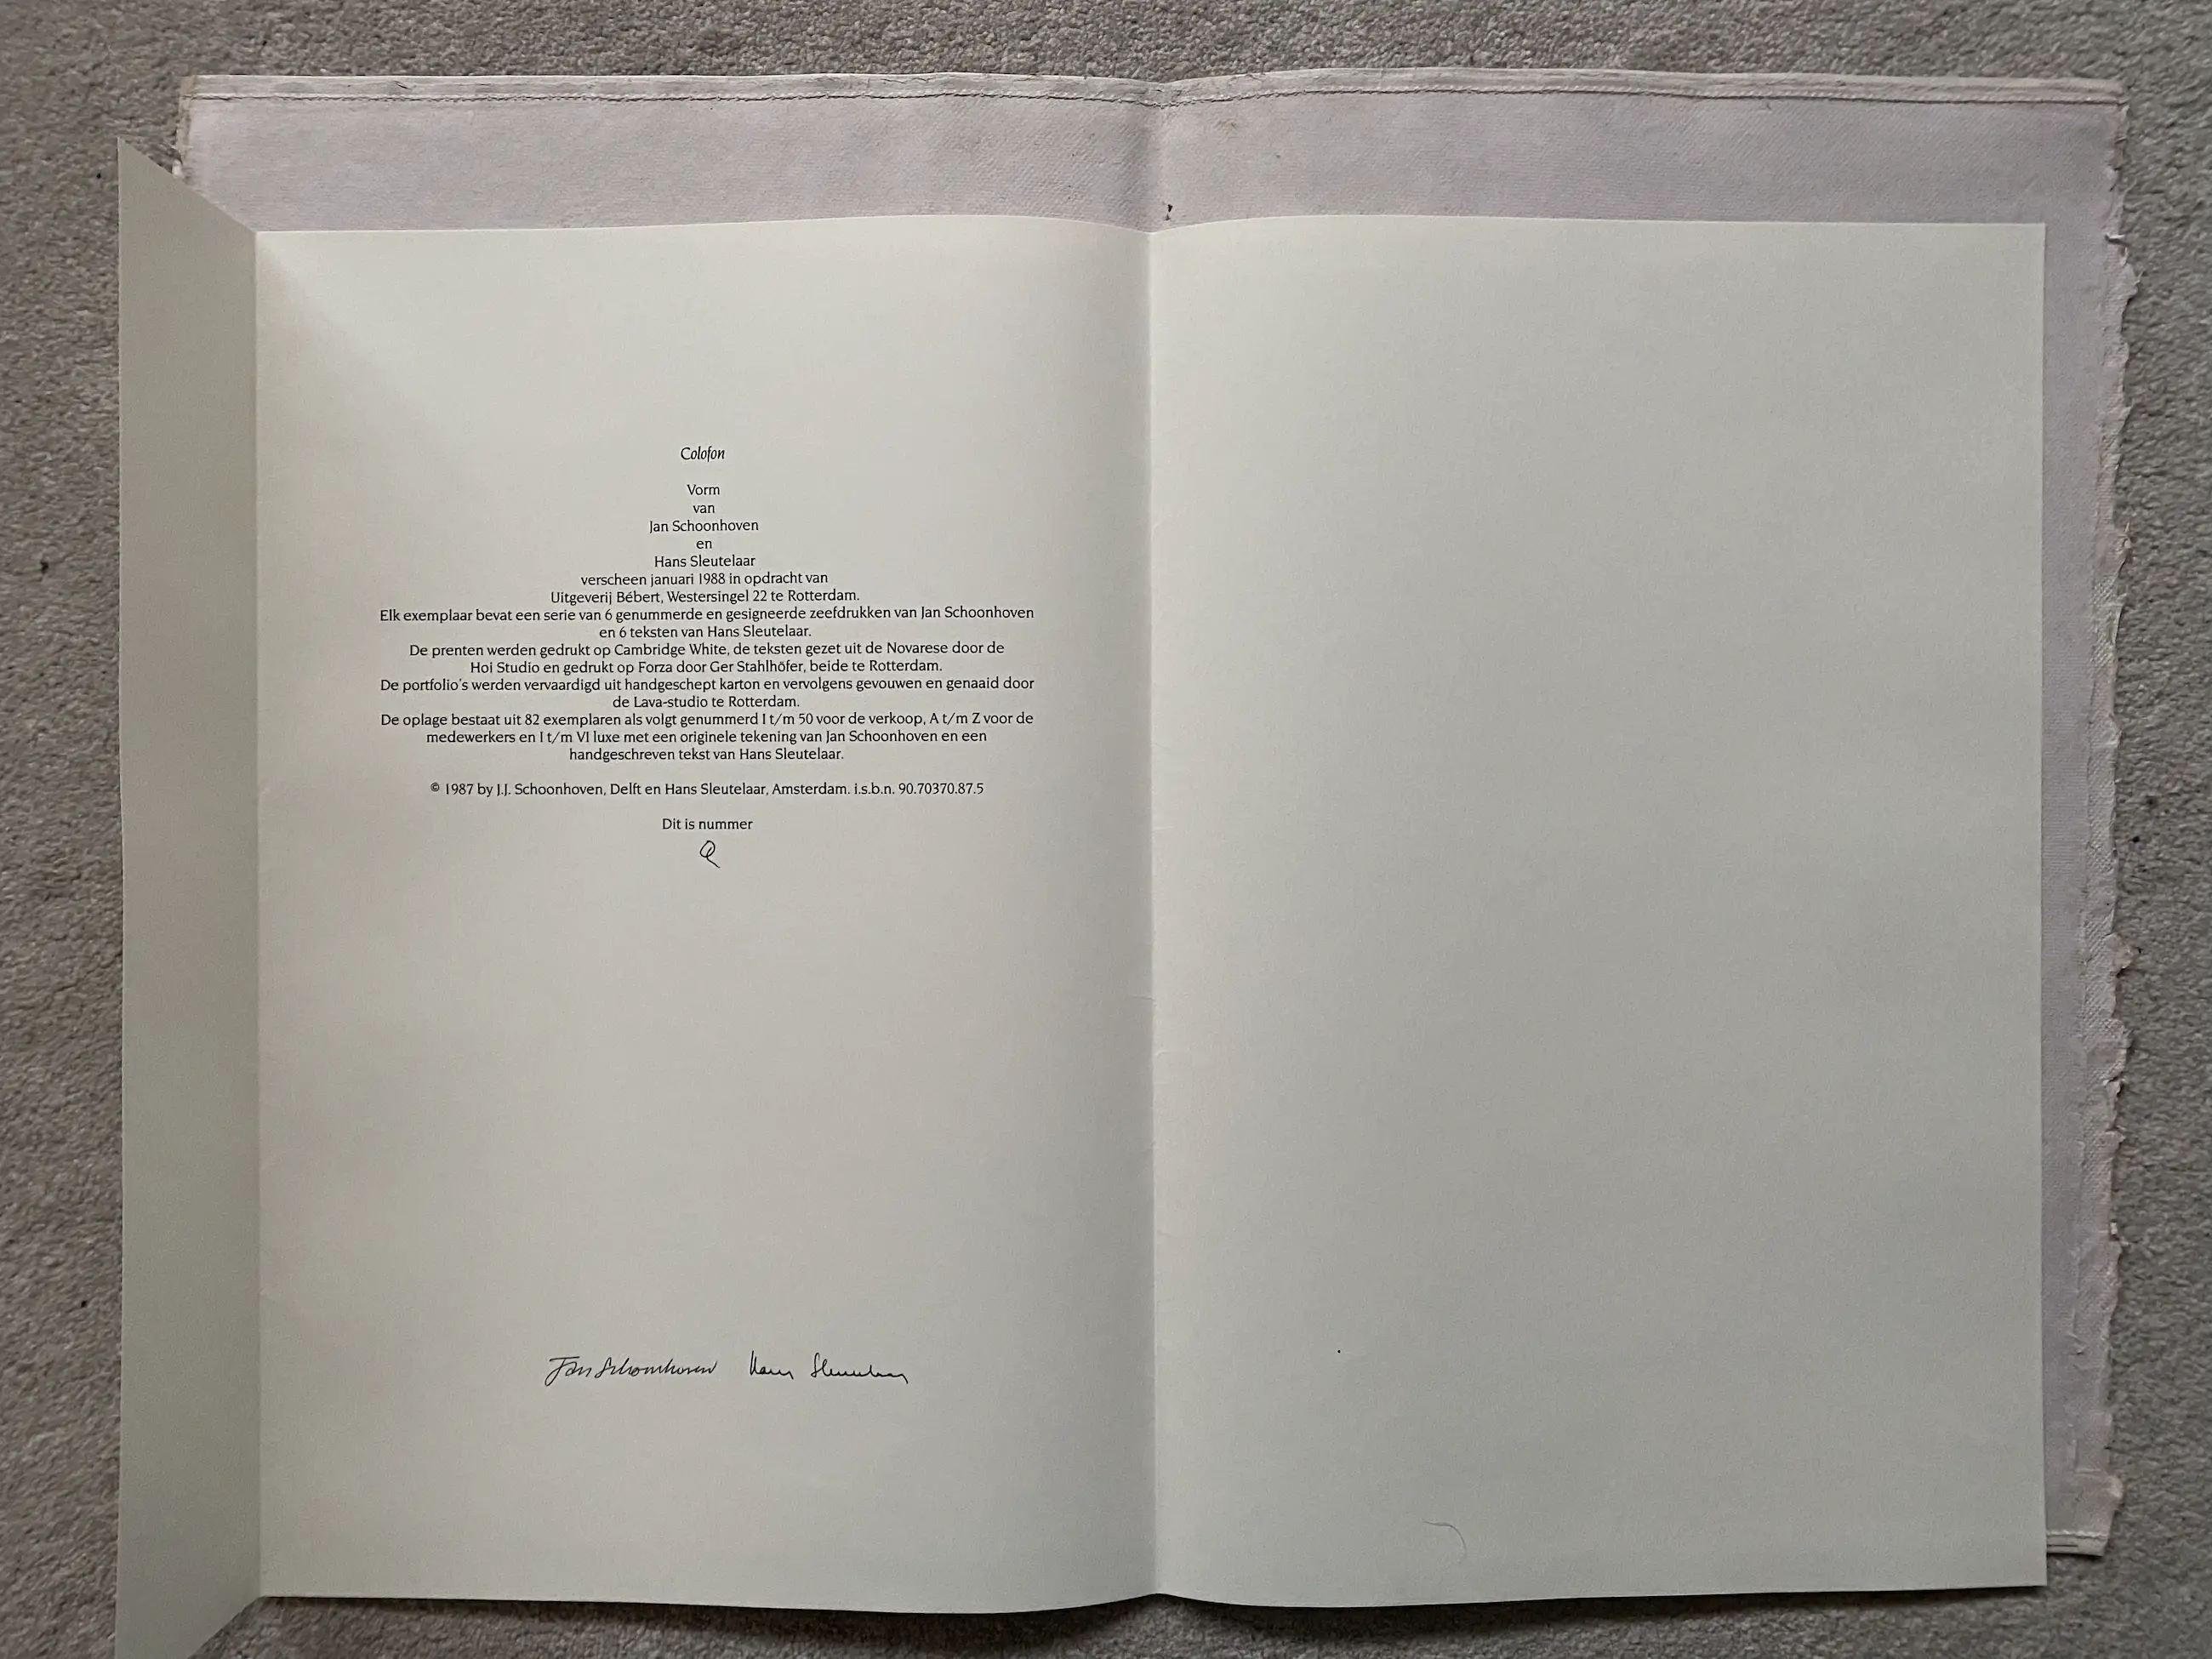 Colofon
Vorm
van
Jan Schoonhoven
en
Hans Sleutelaar
verscheen januari 1988 in opdracht van
Uitgeverij Bébert, Westersingel 22 te Rotterdam.
Elk exemplaar bevat een serie van 6 genummerde en gesigneerde zeefdrukken van Jan Schoonhoven
en 6 teksten van Hans Sleutelaar.
De prenten werden gedrukt op Cambridge White, de teksten gezet uit de Novarese door de
Hoi Studio en gedrukt op Forza door Ger Stahlhöfer, beide te Rotterdam.
De portfolio's werden vervaardigd uit handgeschept karton en vervolgens gevouwen en genaaid door
de Lava-studio te Rotterdam.
De oplage bestaat uit 82 exemplaren als volgt genummerd I t/m 50 voor de verkoop, A t/m Z voor de
medewerkers en I t/m VI luxe met een originele tekening van Jan Schoonhoven en een
handgeschreven tekst van Hans Sleutelaar.
© 1987 by J.J. Schoonhoven, Delft en Hans Sleutelaar, Amsterdam. i.s.b.n. 90.70370.87.5
Dit is nummer
Q
Jan Schoonhoven Hans Sleutelaar